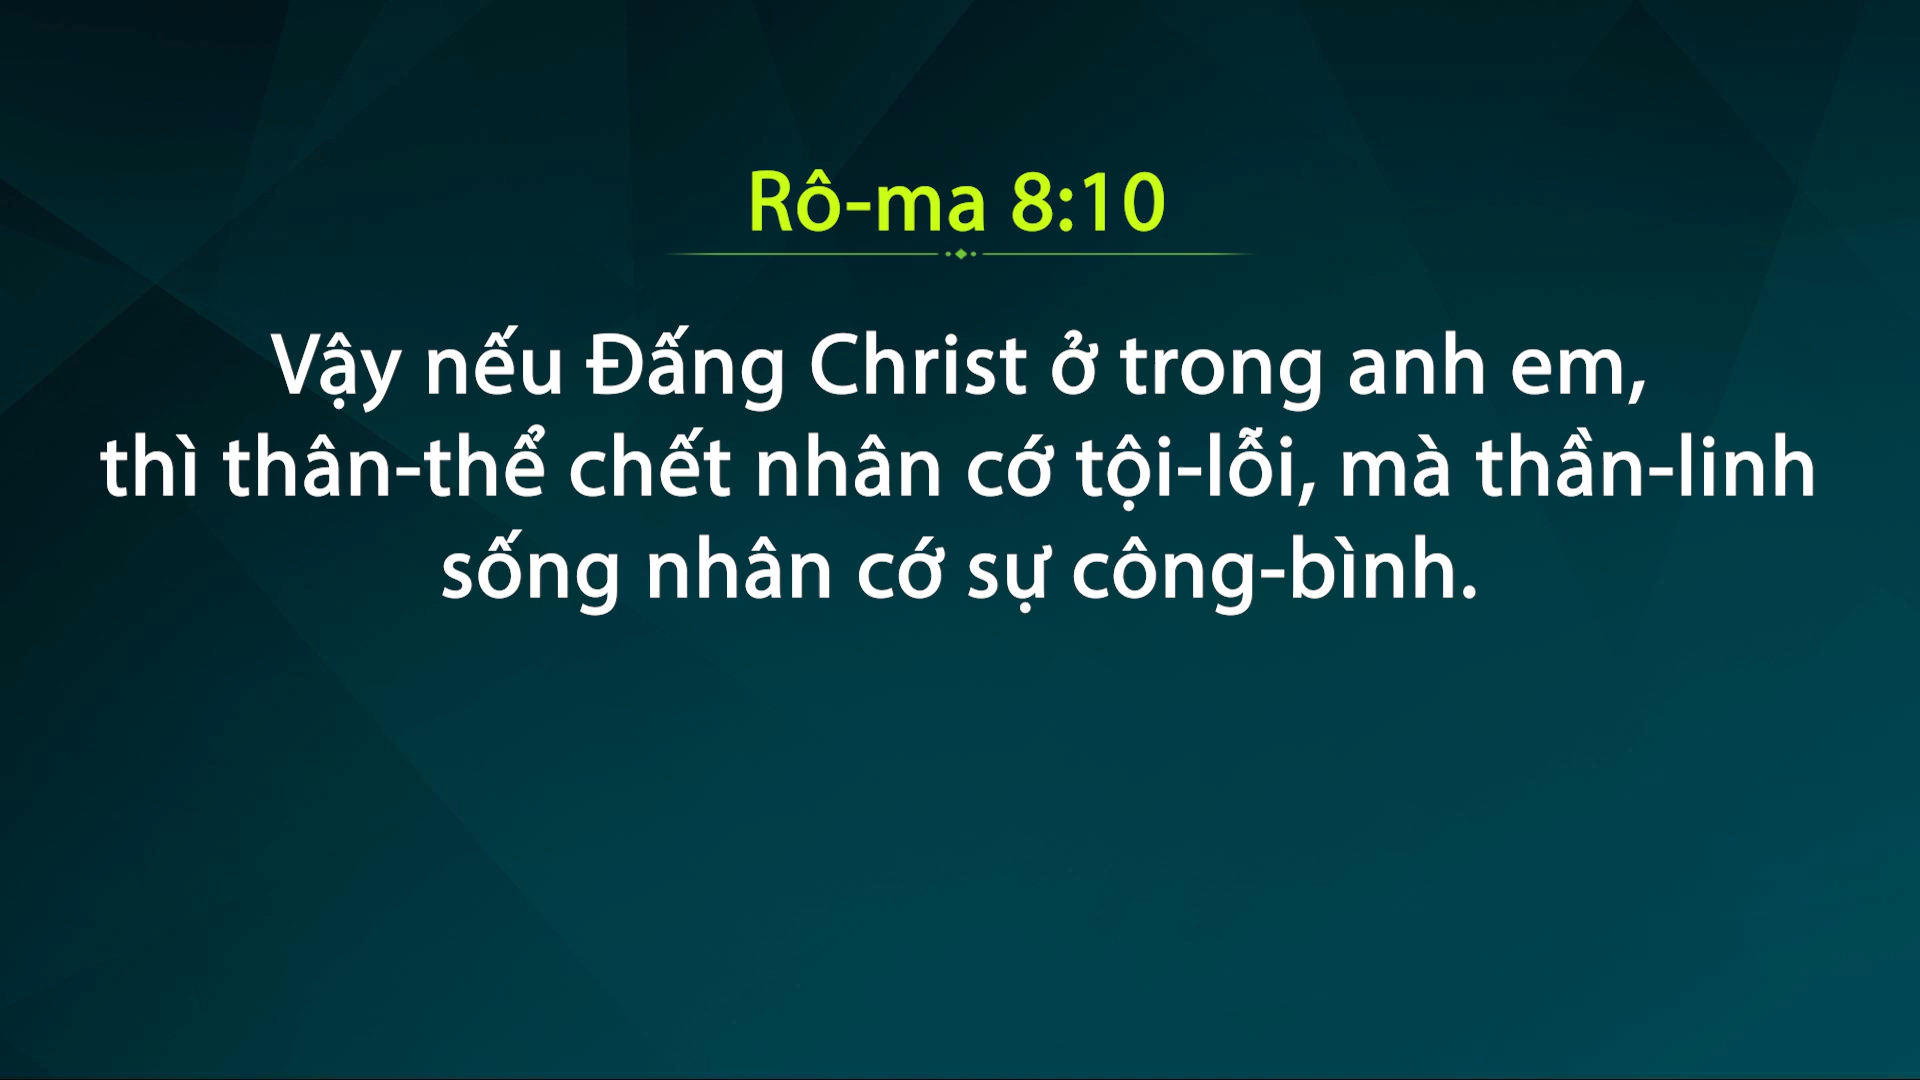 Rô-ma 8:10
Vậy nếu Đấng Christ ở trong anh em,
thì thân-thể chết nhân cớ tội-lỗi, mà thần-linh
sống nhân cớ sự công-bình.